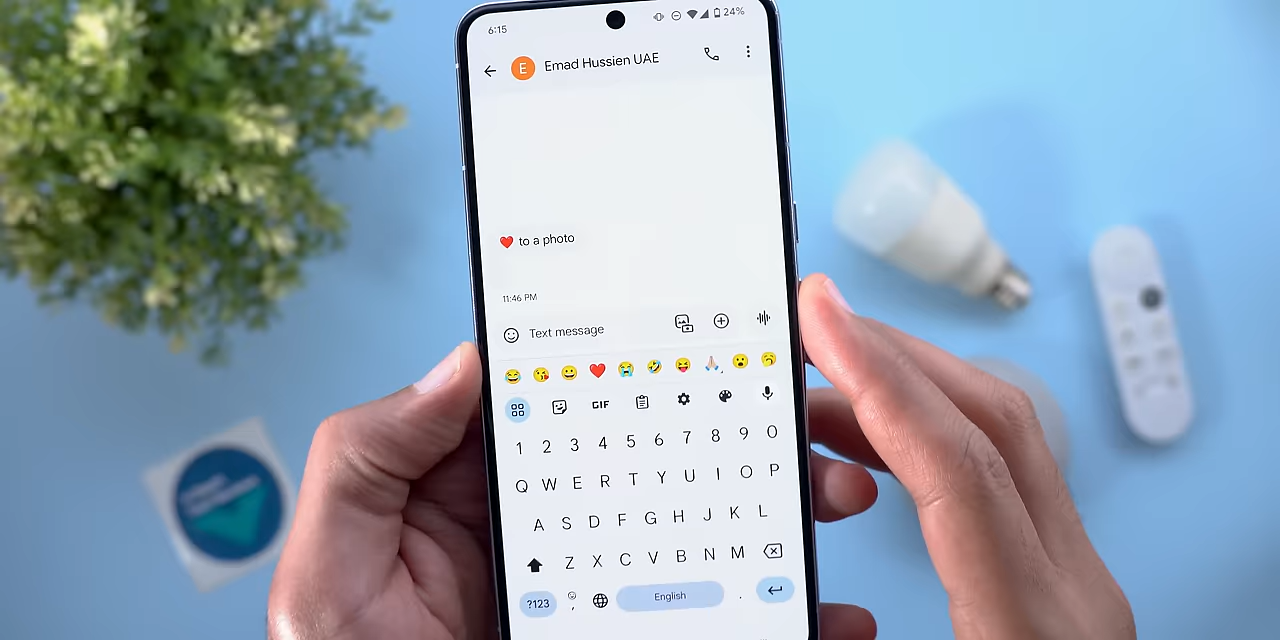 6:15
24%
E
Emad Hussien UAE
❤️ to a photo
11:46 PM
Text message
GIF
1 2 3 4 5 6 7 8 9 0
Q W E R T Y U I O P
A S D F G H J K L
Z X C V B N M
?123 , English .